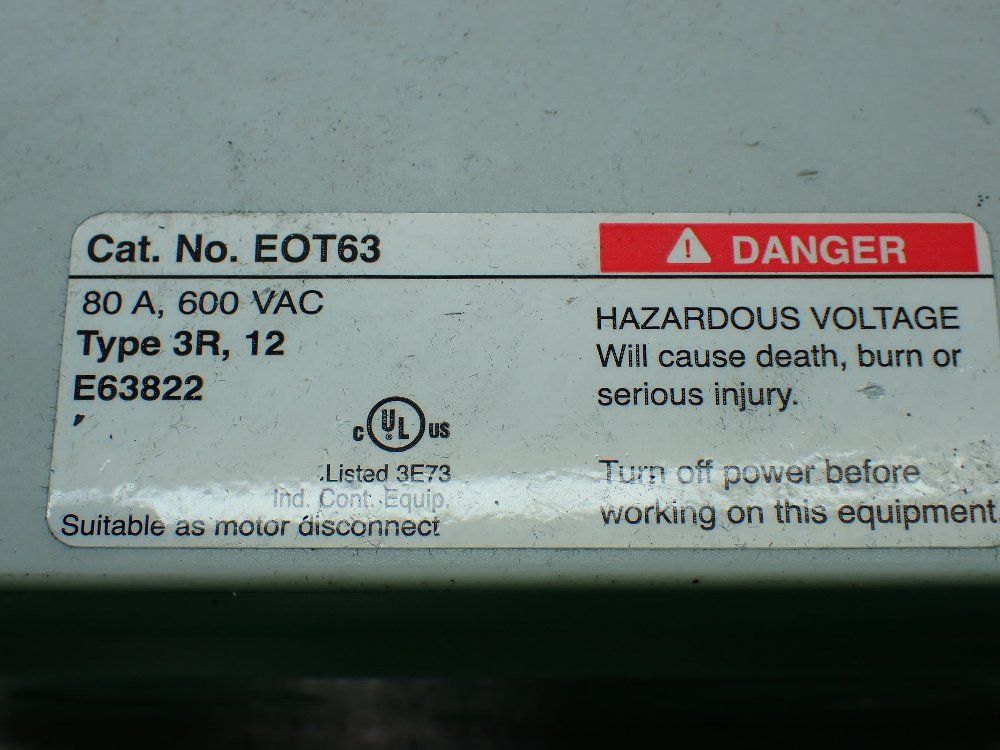 Cat. No. EOT63
80 A, 600 VAC
Type 3R, 12
E63822
c UL US
Listed 3E73
Ind. Cont. Equip.
Suitable as motor disconnect
DANGER
HAZARDOUS VOLTAGE
Will cause death, burn or
serious injury.
Turn off power before
working on this equipment